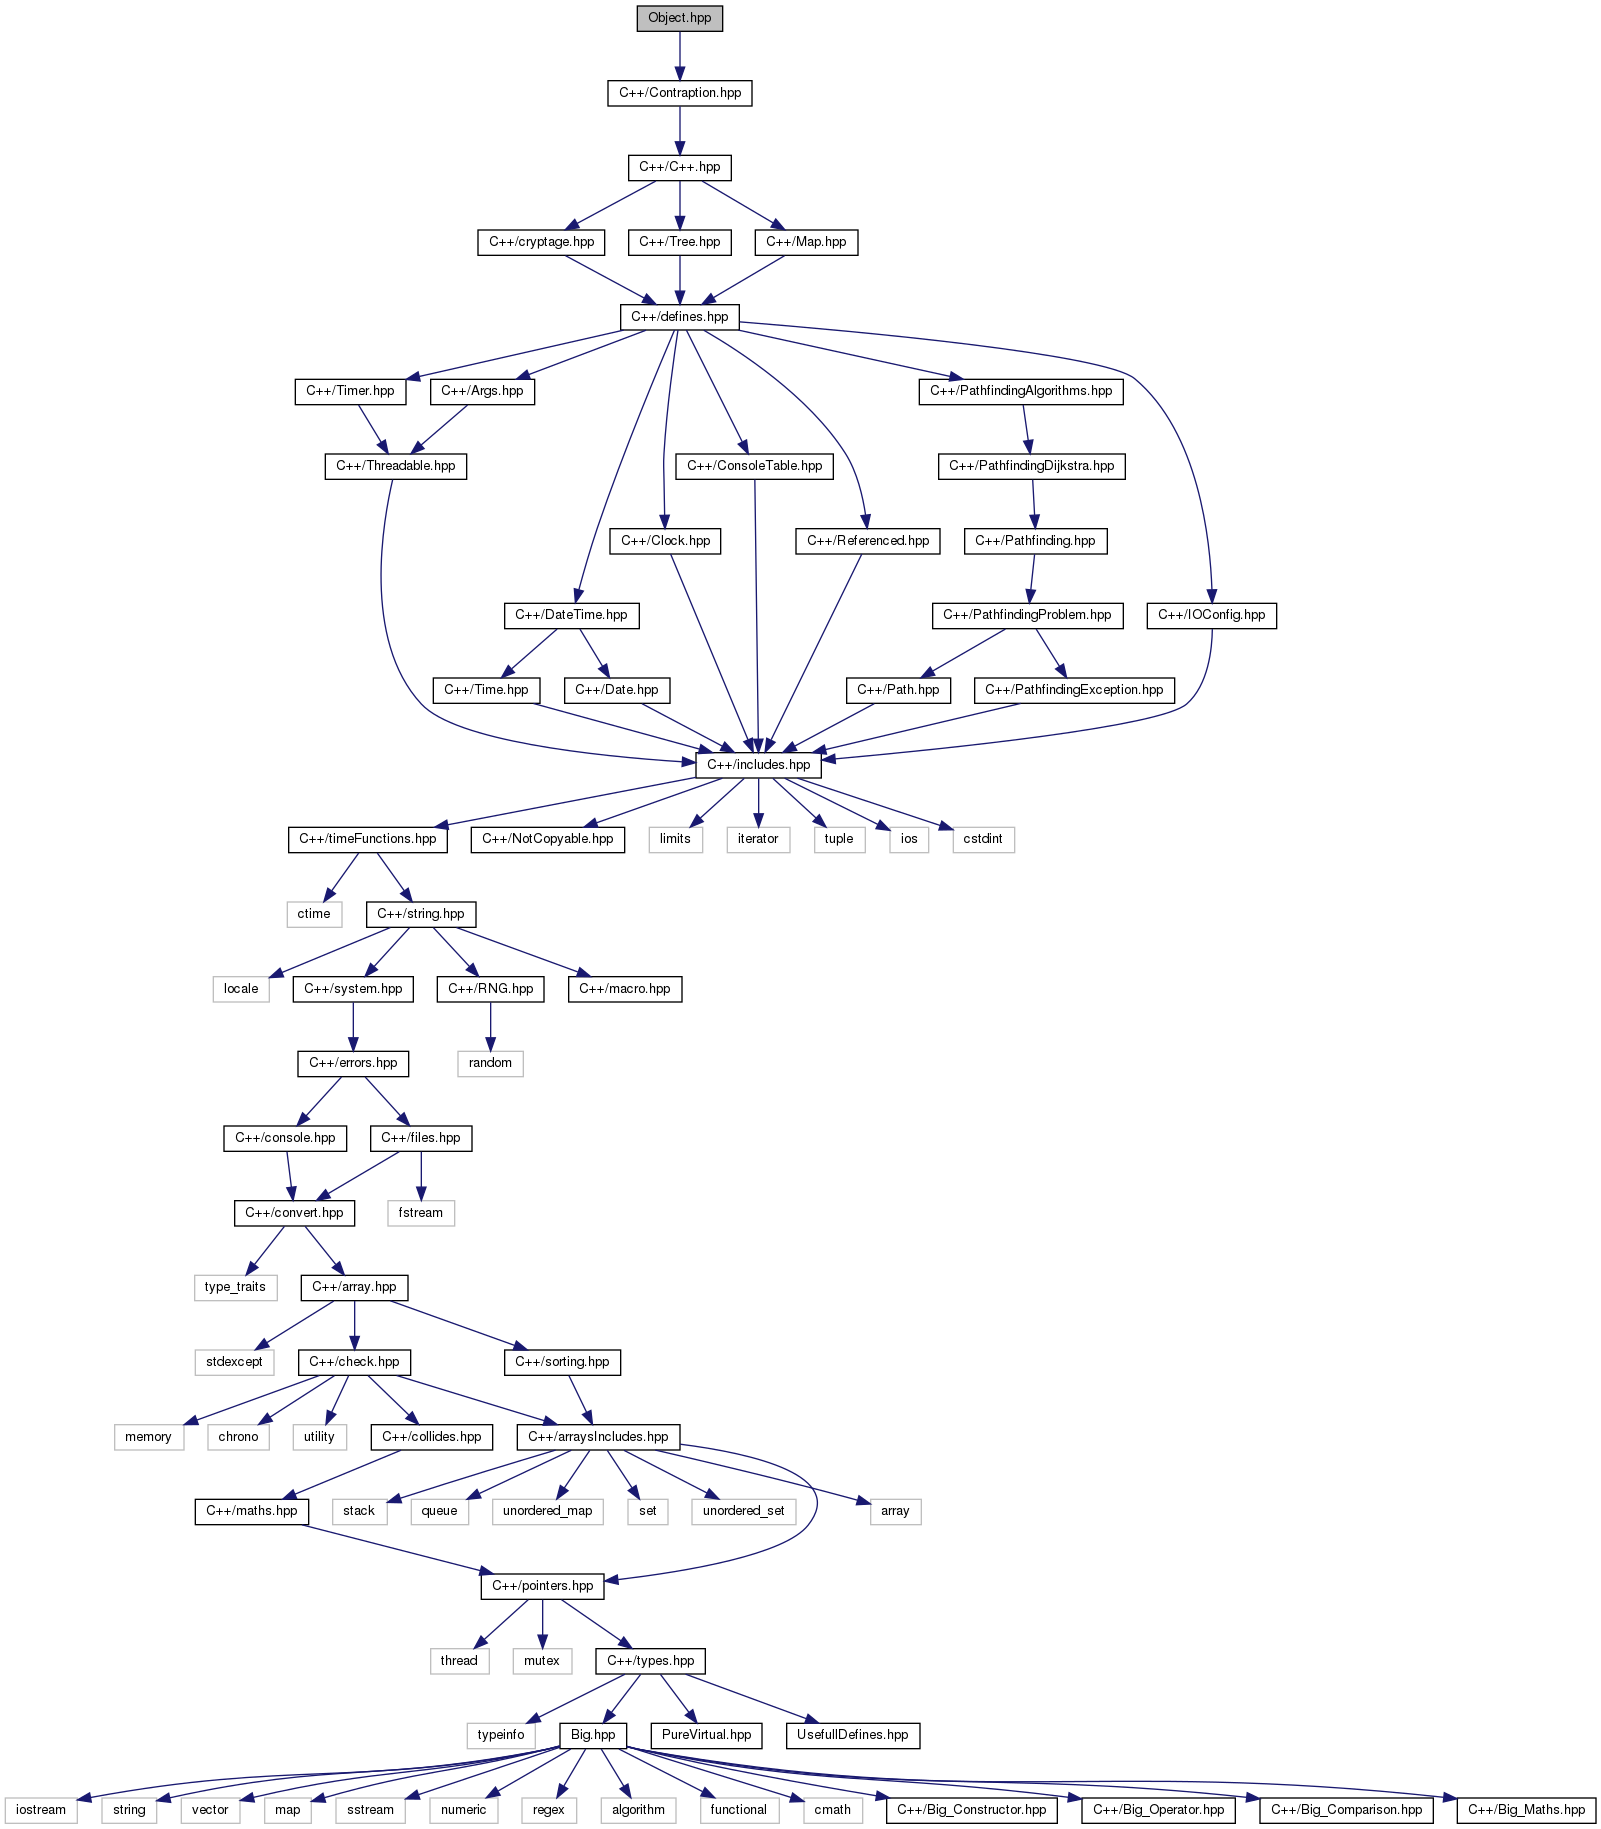 Object.hpp
C++/Contraption.hpp
C++/C++.hpp
C++/cryptage.hpp
C++/Tree.hpp
C++/Map.hpp
C++/defines.hpp
C++/Timer.hpp
C++/Args.hpp
C++/PathfindingAlgorithms.hpp
C++/Threadable.hpp
C++/ConsoleTable.hpp
C++/PathfindingDijkstra.hpp
C++/Clock.hpp
C++/Referenced.hpp
C++/Pathfinding.hpp
C++/DateTime.hpp
C++/PathfindingProblem.hpp
C++/IOConfig.hpp
C++/Time.hpp
C++/Date.hpp
C++/Path.hpp
C++/PathfindingException.hpp
C++/includes.hpp
C++/timeFunctions.hpp
C++/NotCopyable.hpp
limits
iterator
tuple
ios
cstdint
ctime
C++/string.hpp
locale
C++/system.hpp
C++/RNG.hpp
C++/macro.hpp
C++/errors.hpp
random
C++/console.hpp
C++/files.hpp
C++/convert.hpp
fstream
type_traits
C++/array.hpp
stdexcept
C++/check.hpp
C++/sorting.hpp
memory
chrono
utility
C++/collides.hpp
C++/arraysIncludes.hpp
C++/maths.hpp
stack
queue
unordered_map
set
unordered_set
array
C++/pointers.hpp
thread
mutex
C++/types.hpp
typeinfo
Big.hpp
PureVirtual.hpp
UsefullDefines.hpp
iostream
string
vector
map
sstream
numeric
regex
algorithm
functional
cmath
C++/Big_Constructor.hpp
C++/Big_Operator.hpp
C++/Big_Comparison.hpp
C++/Big_Maths.hpp